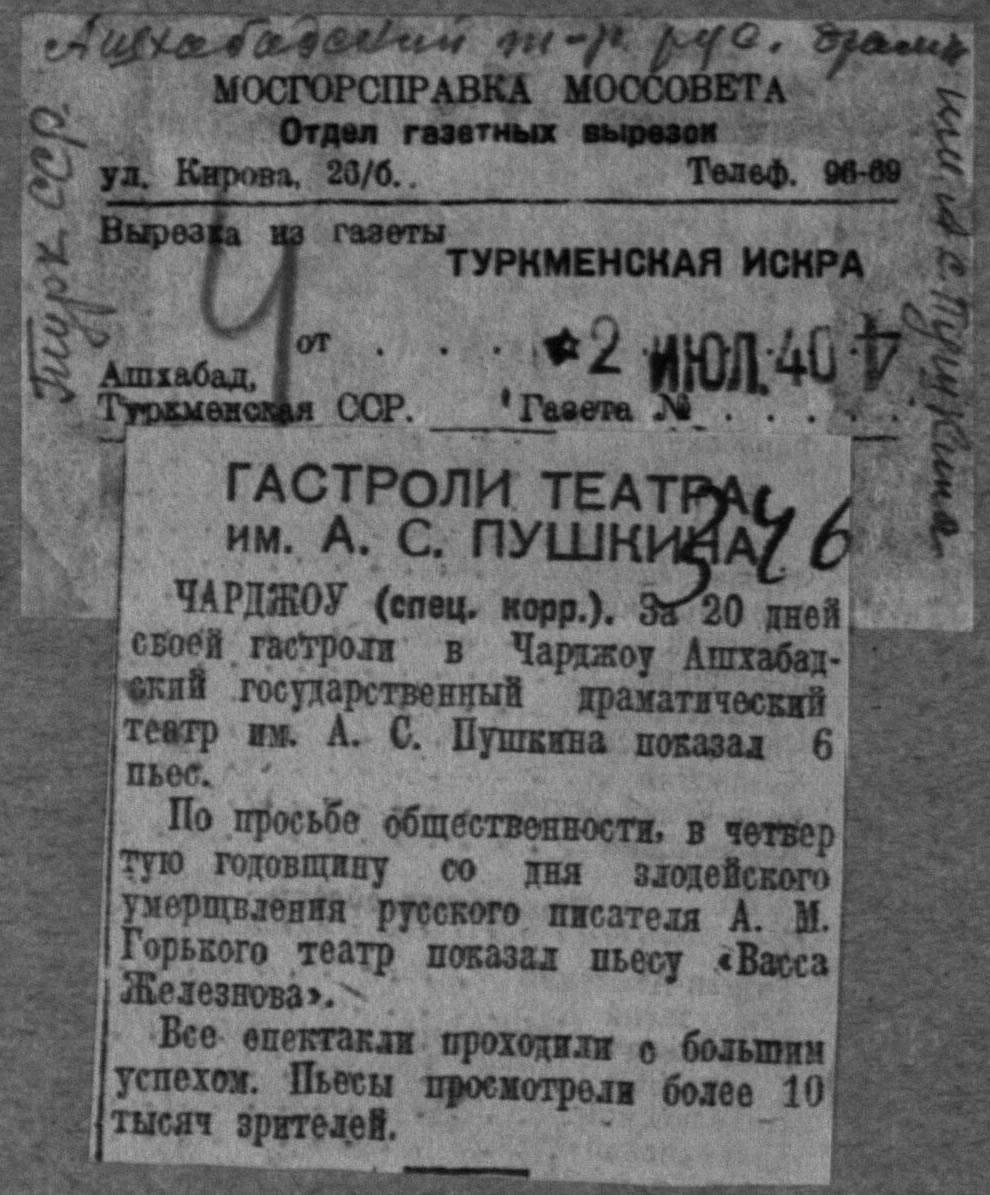 Ашхабадский т-р рус. драмы
им. А. С. Пушкина
Турк. ССР
МОСГОРСПРАВКА МОССОВЕТА
Отдел газетных вырезок
ул. Кирова, 26/б. . Телеф. 96-69
Вырезка из газеты
ТУРКМЕНСКАЯ ИСКРА
Ч
от . . . ★2 ИЮЛ. 40
Ашхабад,
Туркменская ССР. Газета № . . . . .
346
ГАСТРОЛИ ТЕАТРА
им. А. С. ПУШКИНА
ЧАРДЖОУ (спец. корр.). За 20 дней
своей гастроли в Чарджоу Ашхабад-
ский государственный драматический
театр им. А. С. Пушкина показал 6
пьес.
По просьбе общественности, в четвер
тую годовщину со дня злодейского
умерщвления русского писателя А. М.
Горького театр показал пьесу «Васса
Железнова».
Все спектакли проходили с большим
успехом. Пьесы просмотрели более 10
тысяч зрителей.